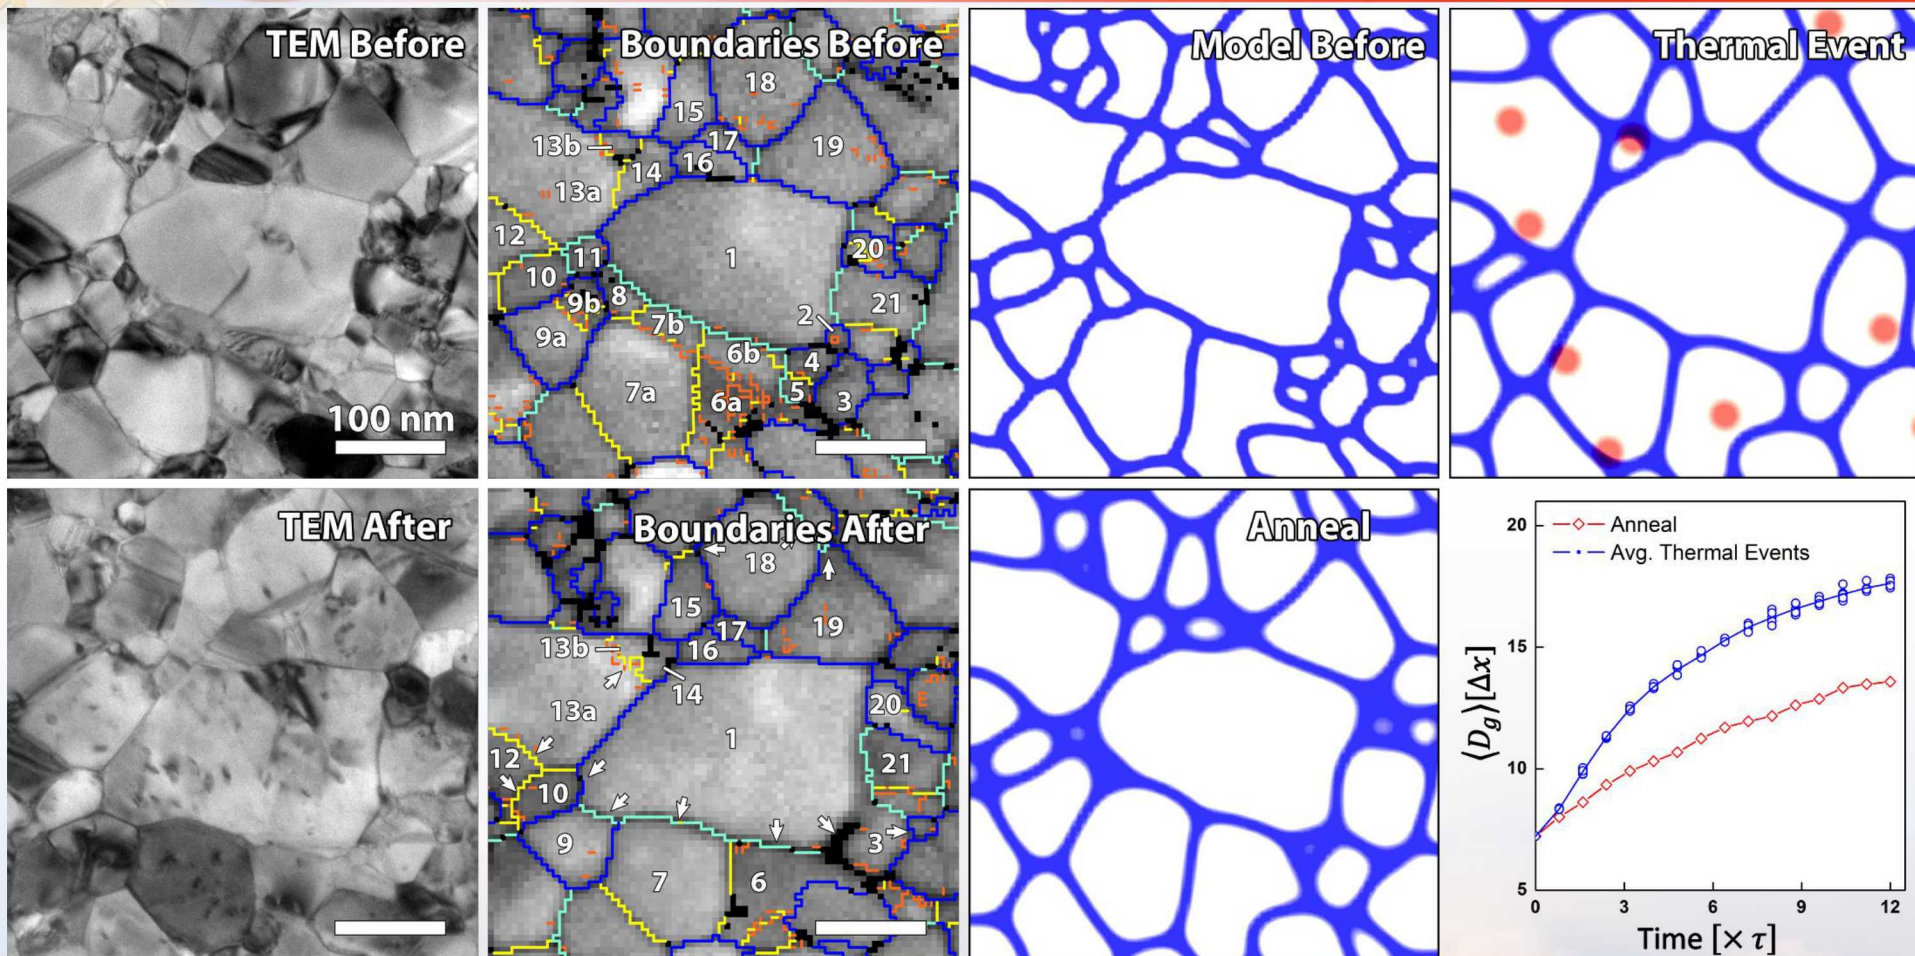 TEM Before
100 nm
Boundaries Before
18
15
17
13b
16
14
19
13a
12
11
10
1
20
9b
8
21
7b
2
9a
6b
4
5
7a
6a
3
Model Before
Thermal Event
TEM After
Boundaries After
18
15
17
19
13b
16
14
13a
20
1
12
21
10
9
3
7
6
Anneal
20
15
10
5
0
3
6
9
12
Anneal
Avg. Thermal Events
⟨D_g⟩[Δx]
Time [× τ]